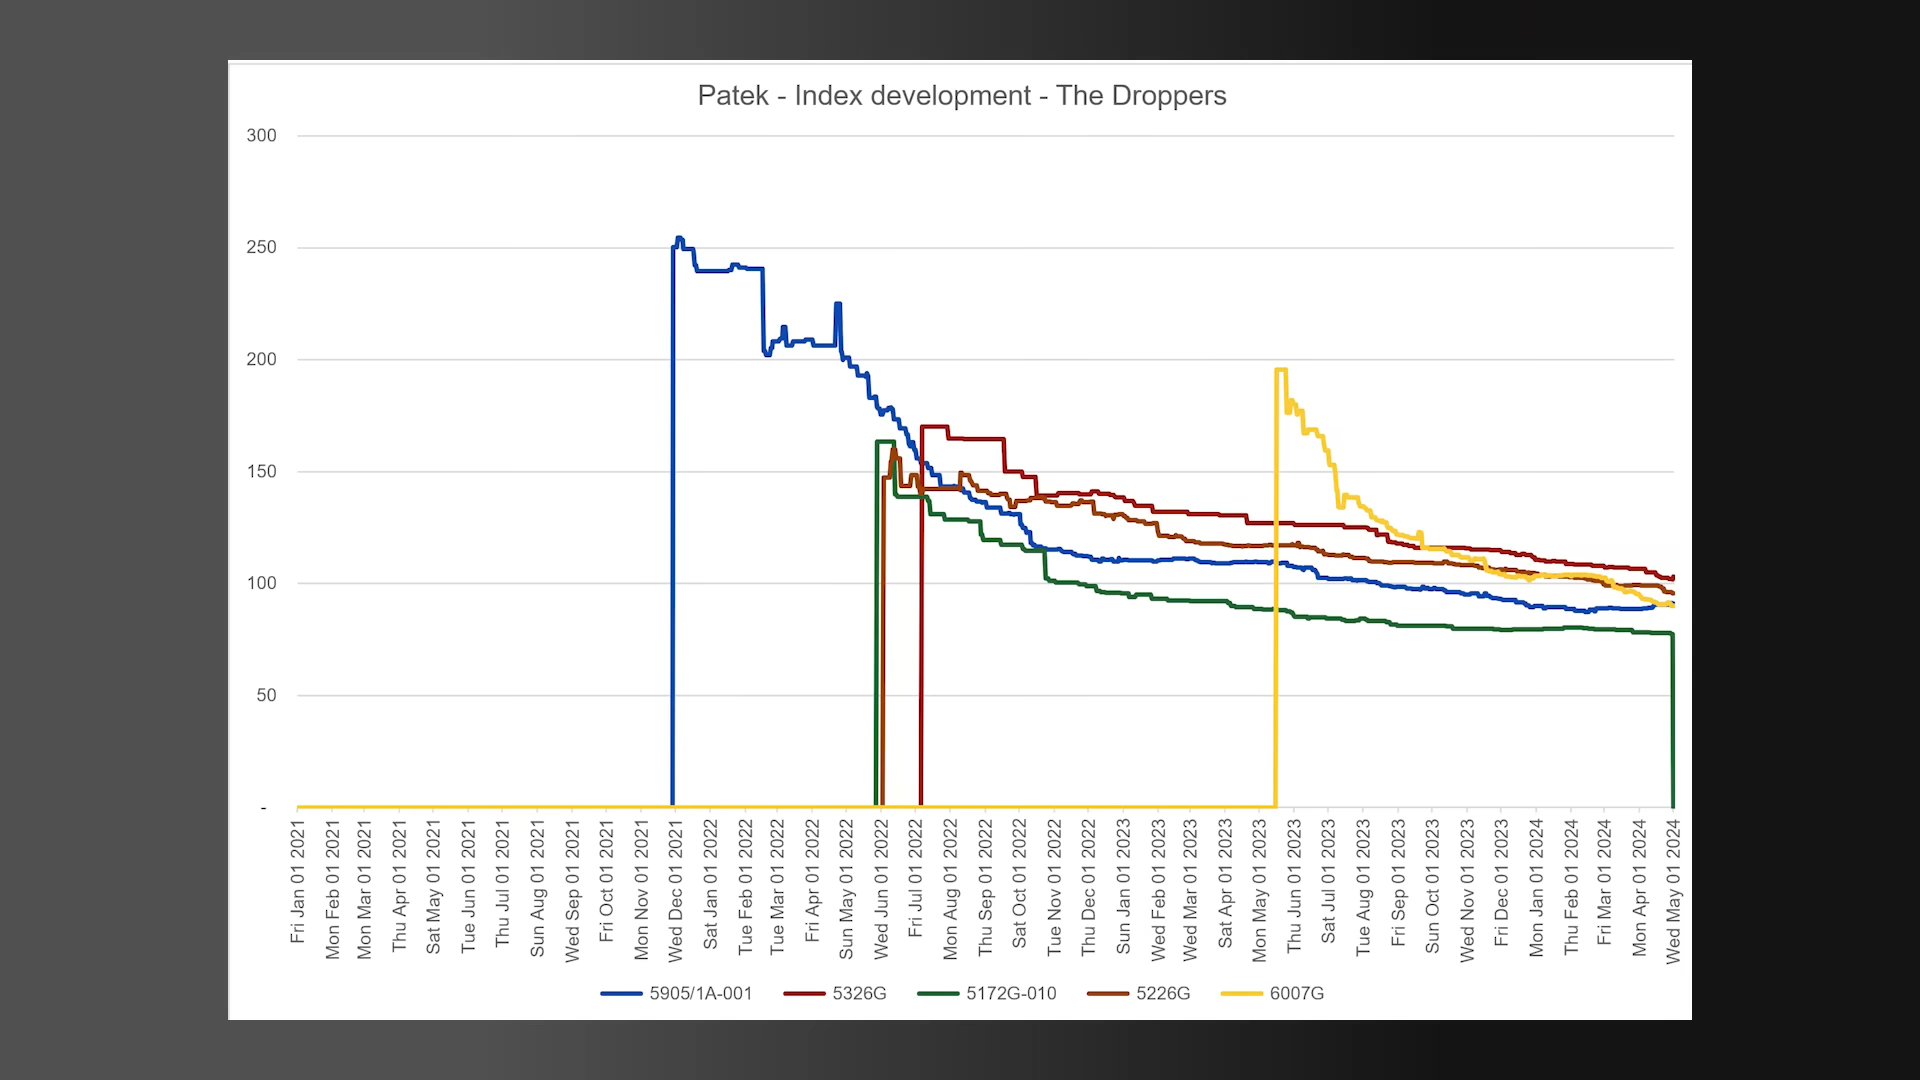 Patek - Index development - The Droppers
300
250
200
150
100
50
-
Fri Jan 01 2021
Mon Feb 01 2021
Mon Mar 01 2021
Thu Apr 01 2021
Sat May 01 2021
Tue Jun 01 2021
Thu Jul 01 2021
Sun Aug 01 2021
Wed Sep 01 2021
Fri Oct 01 2021
Mon Nov 01 2021
Wed Dec 01 2021
Sat Jan 01 2022
Tue Feb 01 2022
Tue Mar 01 2022
Fri Apr 01 2022
Sun May 01 2022
Wed Jun 01 2022
Fri Jul 01 2022
Mon Aug 01 2022
Thu Sep 01 2022
Sat Oct 01 2022
Tue Nov 01 2022
Thu Dec 01 2022
Sun Jan 01 2023
Wed Feb 01 2023
Wed Mar 01 2023
Sat Apr 01 2023
Mon May 01 2023
Thu Jun 01 2023
Sat Jul 01 2023
Tue Aug 01 2023
Fri Sep 01 2023
Sun Oct 01 2023
Wed Nov 01 2023
Fri Dec 01 2023
Mon Jan 01 2024
Thu Feb 01 2024
Fri Mar 01 2024
Mon Apr 01 2024
Wed May 01 2024
5905/1A-001 5326G 5172G-010 5226G 6007G